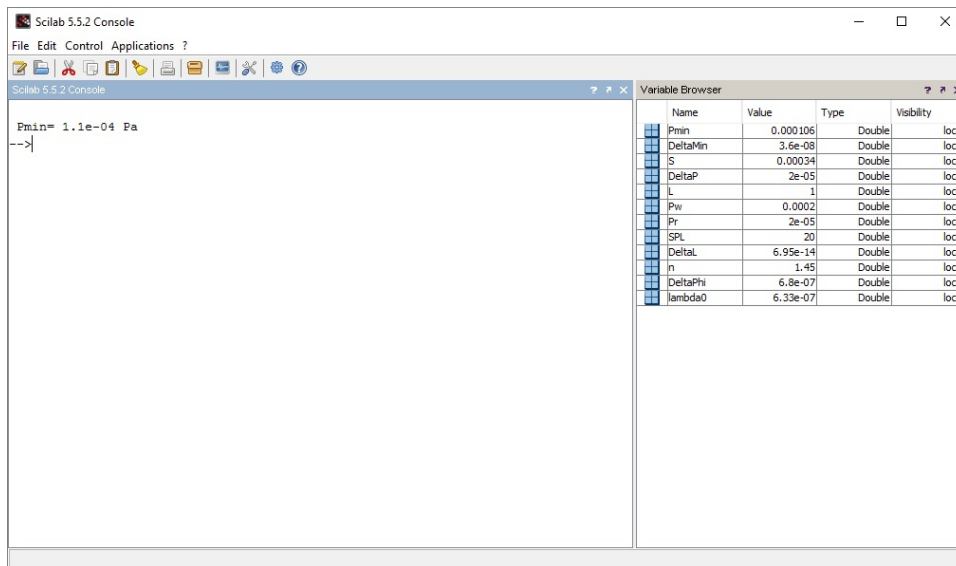 Scilab 5.5.2 Console
File Edit Control Applications ?
Scilab 5.5.2 Console ? ↗ X
Variable Browser ? ↗
Pmin= 1.1e-04 Pa
-->
Name Value Type Visibility
Pmin 0.000106 Double loc
DeltaMin 3.6e-08 Double loc
S 0.00034 Double loc
DeltaP 2e-05 Double loc
L 1 Double loc
Pw 0.0002 Double loc
Pr 2e-05 Double loc
SPL 20 Double loc
DeltaL 6.95e-14 Double loc
n 1.45 Double loc
DeltaPhi 6.8e-07 Double loc
lambda0 6.33e-07 Double loc